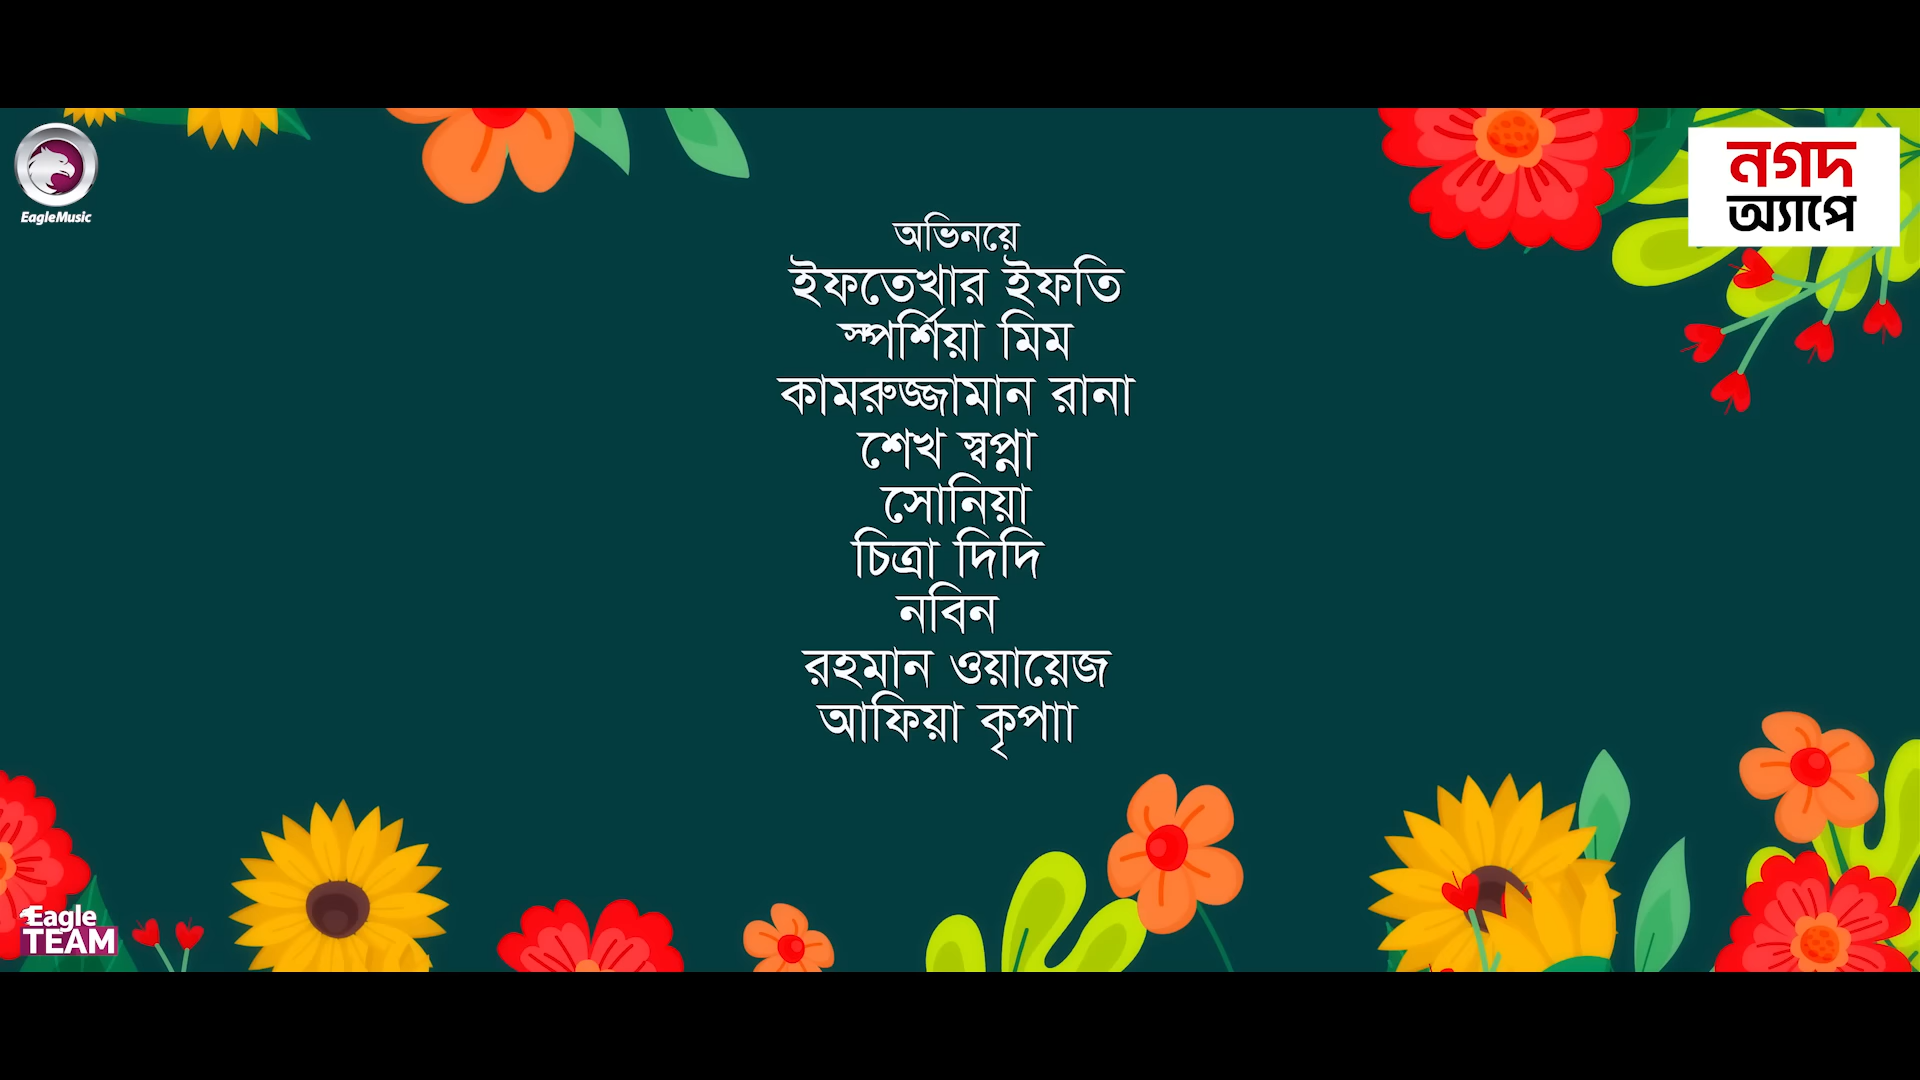 EagleMusic
নগদ
অ্যাপে
অভিনয়ে
ইফতেখার ইফতি
স্পর্শিয়া মিম
কামরুজ্জামান রানা
শেখ স্বপ্না
সোনিয়া
চিত্রা দিদি
নবিন
রহমান ওয়ায়েজ
আফিয়া কৃপাা
Eagle
TEAM